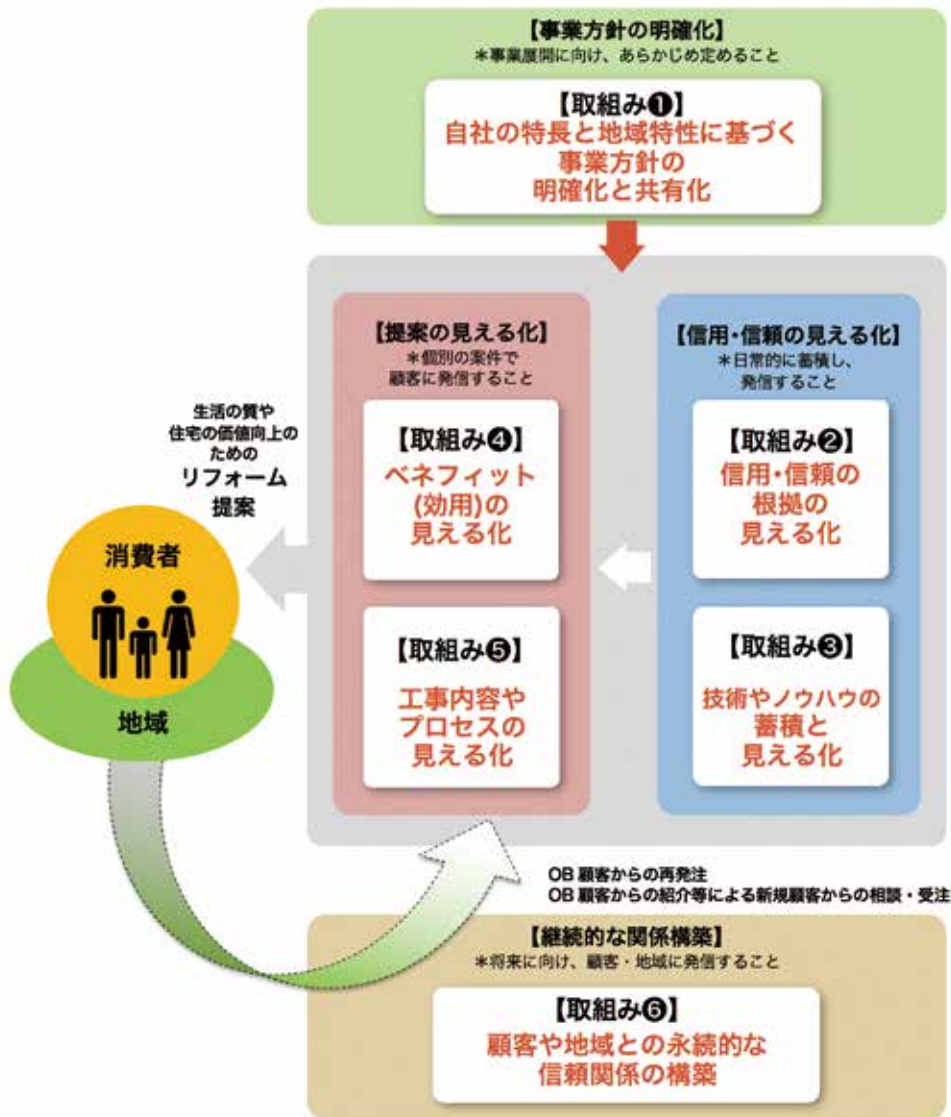 【事業方針の明確化】
＊事業展開に向け、あらかじめ定めること
【取組み❶】
自社の特長と地域特性に基づく
事業方針の
明確化と共有化
【提案の見える化】
＊個別の案件で
顧客に発信すること
【取組み❹】
ベネフィット
(効用)の
見える化
【取組み❺】
工事内容や
プロセスの
見える化
【信用・信頼の見える化】
＊日常的に蓄積し、
発信すること
【取組み❷】
信用・信頼の
根拠の
見える化
【取組み❸】
技術やノウハウの
蓄積と
見える化
生活の質や
住宅の価値向上の
ための
リフォーム
提案
消費者
地域
OB 顧客からの再発注
OB 顧客からの紹介等による新規顧客からの相談・受注
【継続的な関係構築】
＊将来に向け、顧客・地域に発信すること
【取組み❻】
顧客や地域との永続的な
信頼関係の構築